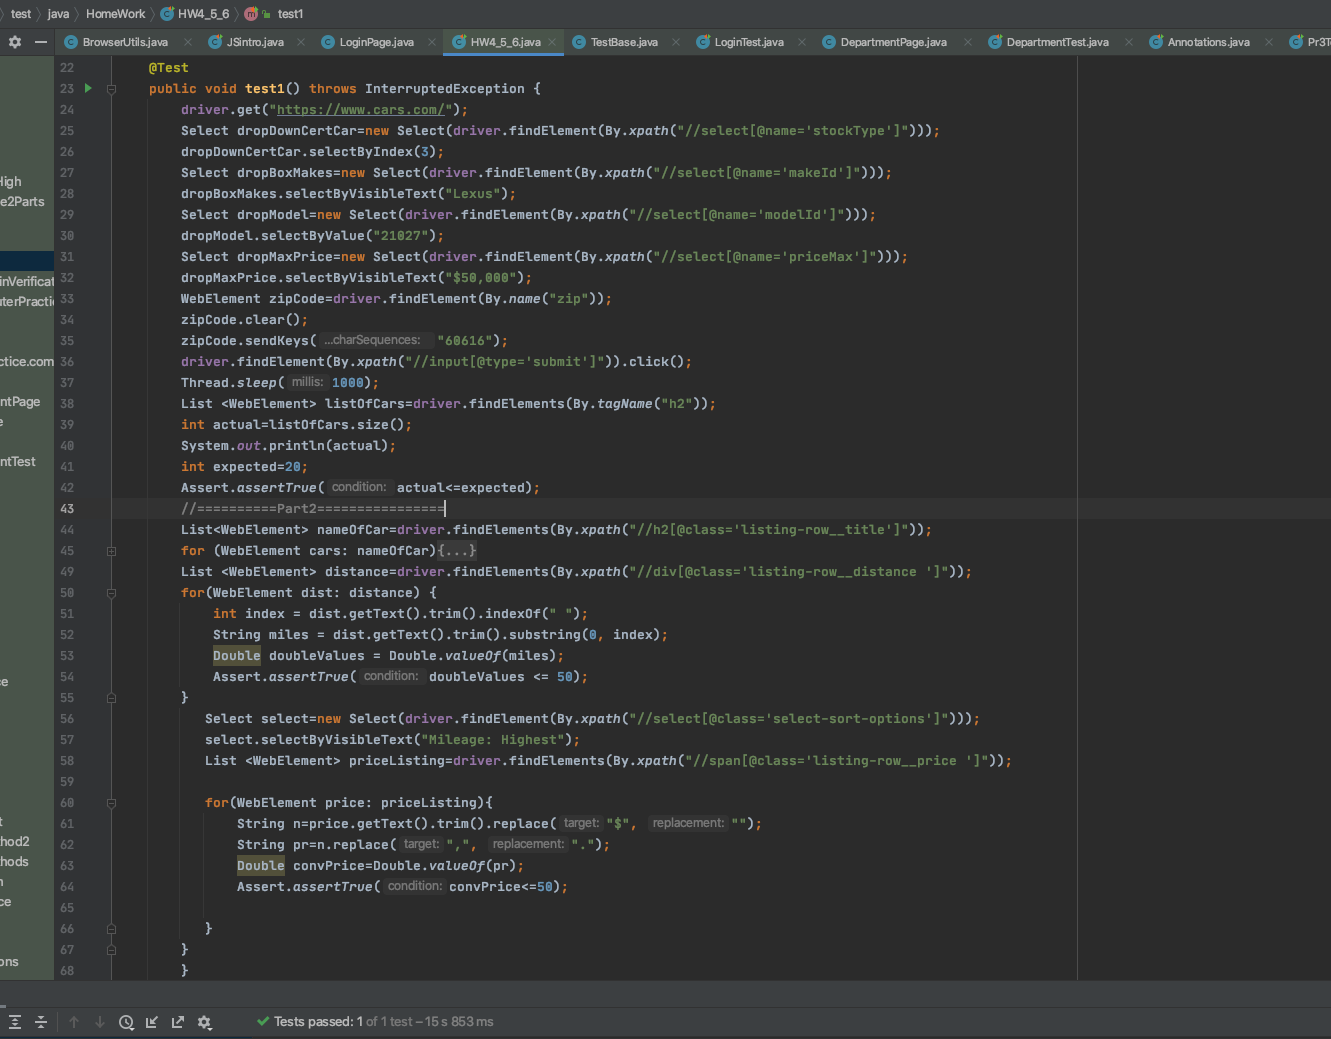 test java HomeWork HW4_5_6 test1
BrowserUtils.java JSintro.java LoginPage.java HW4_5_6.java TestBase.java LoginTest.java DepartmentPage.java DepartmentTest.java Annotations.java Pr3T
22 @Test
23 public void test1() throws InterruptedException {
24 driver.get("https://www.cars.com/");
25 Select dropDownCertCar=new Select(driver.findElement(By.xpath("//select[@name='stockType']")));
26 dropDownCertCar.selectByIndex(3);
27 Select dropBoxMakes=new Select(driver.findElement(By.xpath("//select[@name='makeId']")));
28 dropBoxMakes.selectByVisibleText("Lexus");
29 Select dropModel=new Select(driver.findElement(By.xpath("//select[@name='modelId']")));
30 dropModel.selectByValue("21027");
31 Select dropMaxPrice=new Select(driver.findElement(By.xpath("//select[@name='priceMax']")));
32 dropMaxPrice.selectByVisibleText("$50,000");
33 WebElement zipCode=driver.findElement(By.name("zip"));
34 zipCode.clear();
35 zipCode.sendKeys( ...charSequences: "60616");
36 driver.findElement(By.xpath("//input[@type='submit']")).click();
37 Thread.sleep( millis: 1000);
38 List <WebElement> listOfCars=driver.findElements(By.tagName("h2"));
39 int actual=listOfCars.size();
40 System.out.println(actual);
41 int expected=20;
42 Assert.assertTrue( condition: actual<=expected);
43 //==========Part2================
44 List<WebElement> nameOfCar=driver.findElements(By.xpath("//h2[@class='listing-row__title']"));
45 for (WebElement cars: nameOfCar){...}
49 List <WebElement> distance=driver.findElements(By.xpath("//div[@class='listing-row__distance ']"));
50 for(WebElement dist: distance) {
51 int index = dist.getText().trim().indexOf(" ");
52 String miles = dist.getText().trim().substring(0, index);
53 Double doubleValues = Double.valueOf(miles);
54 Assert.assertTrue( condition: doubleValues <= 50);
55 }
56 Select select=new Select(driver.findElement(By.xpath("//select[@class='select-sort-options']")));
57 select.selectByVisibleText("Mileage: Highest");
58 List <WebElement> priceListing=driver.findElements(By.xpath("//span[@class='listing-row__price ']"));
59
60 for(WebElement price: priceListing){
61 String n=price.getText().trim().replace( target: "$", replacement: "");
62 String pr=n.replace( target: ",", replacement: ".");
63 Double convPrice=Double.valueOf(pr);
64 Assert.assertTrue( condition: convPrice<=50);
65
66 }
67 }
68 }
High
e2Parts
inVerificat
uterPractic
ctice.com
ntPage
e
ntTest
e
ce
t
hod2
hods
n
ce
ons
Tests passed: 1 of 1 test – 15 s 853 ms